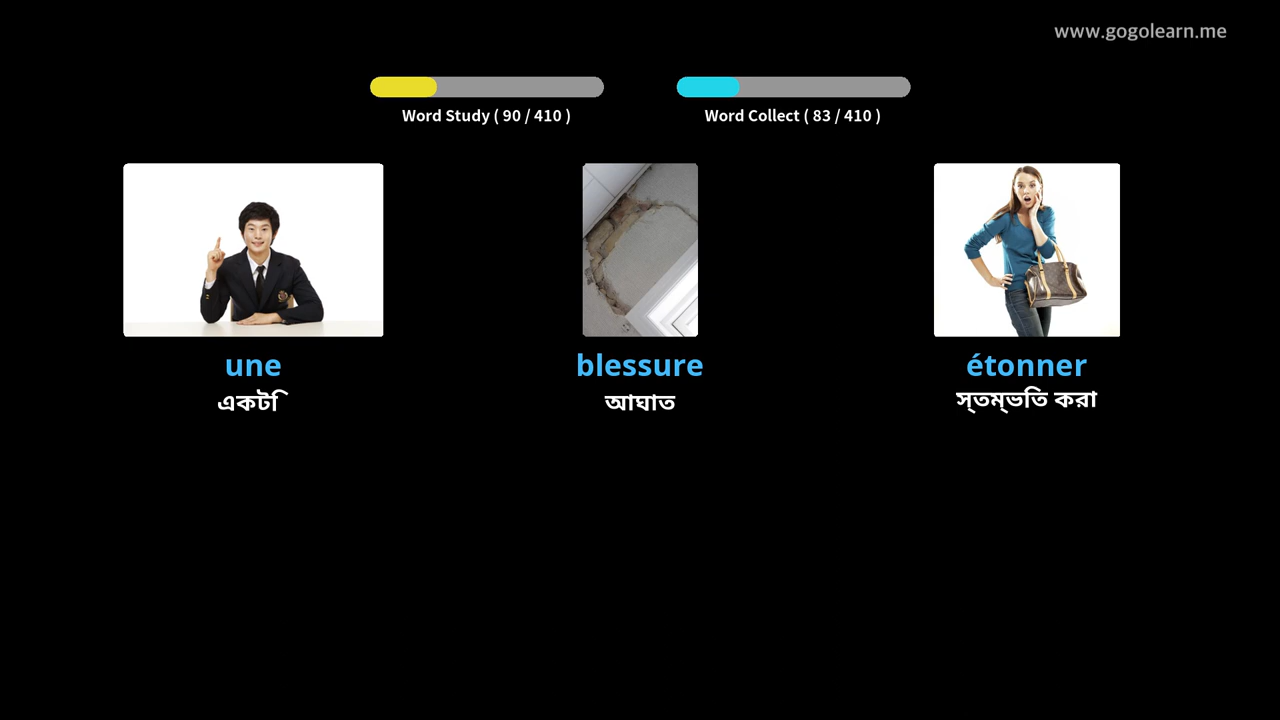 www.gogolearn.me
Word Study ( 90 / 410 )
Word Collect ( 83 / 410 )
une
blessure
étonner
একটি
আঘাত
স্তম্ভিত করা